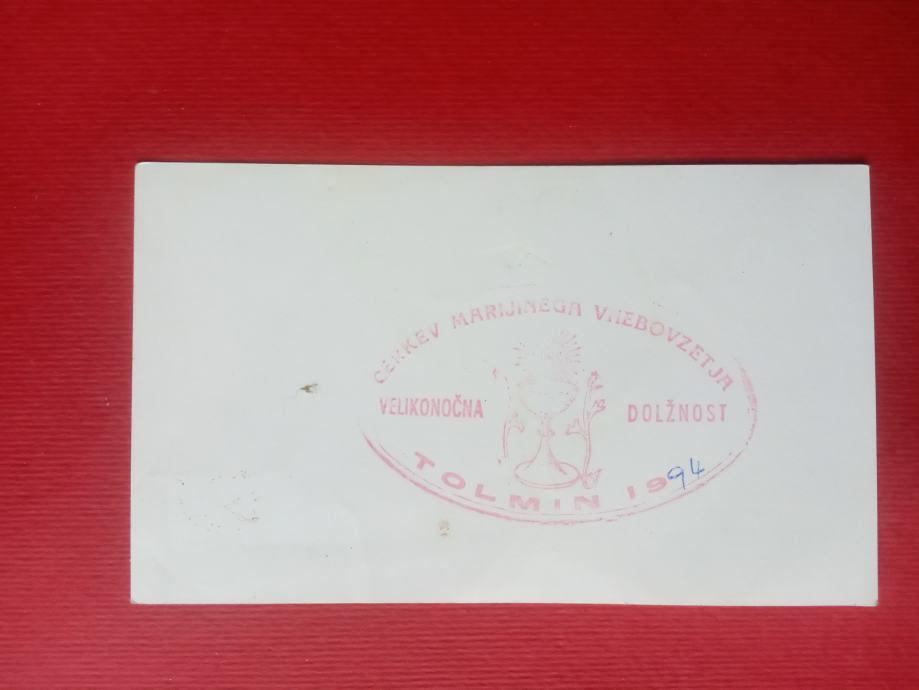 CERKEV MARIJINEGA VNEBOVZETJA
VELIKONOČNA DOLŽNOST
TOLMIN 1994